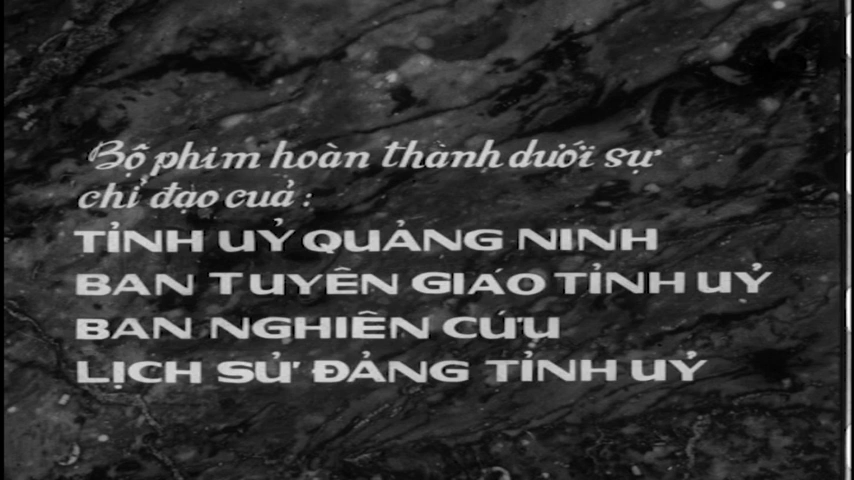 Bộ phim hoàn thành dưới sự
chỉ đạo của :
TỈNH UỶ QUẢNG NINH
BAN TUYÊN GIÁO TỈNH UỶ
BAN NGHIÊN CỨU
LỊCH SỬ ĐẢNG TỈNH UỶ